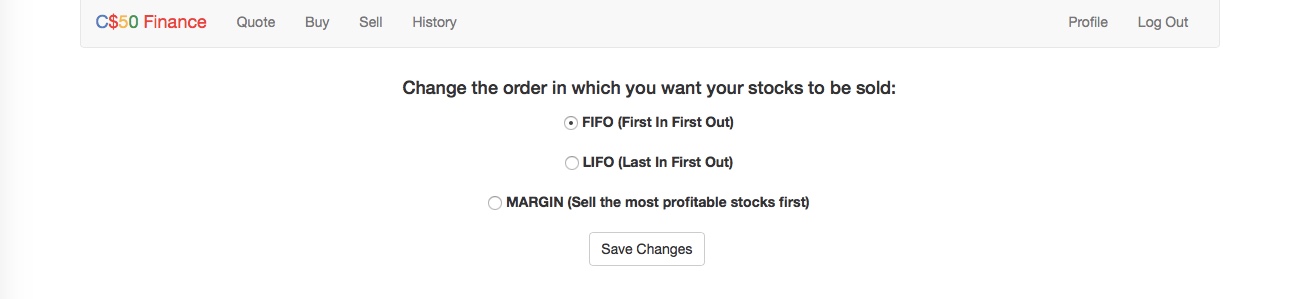 C$50 Finance Quote Buy Sell History Profile Log Out
Change the order in which you want your stocks to be sold:
FIFO (First In First Out)
LIFO (Last In First Out)
MARGIN (Sell the most profitable stocks first)
Save Changes